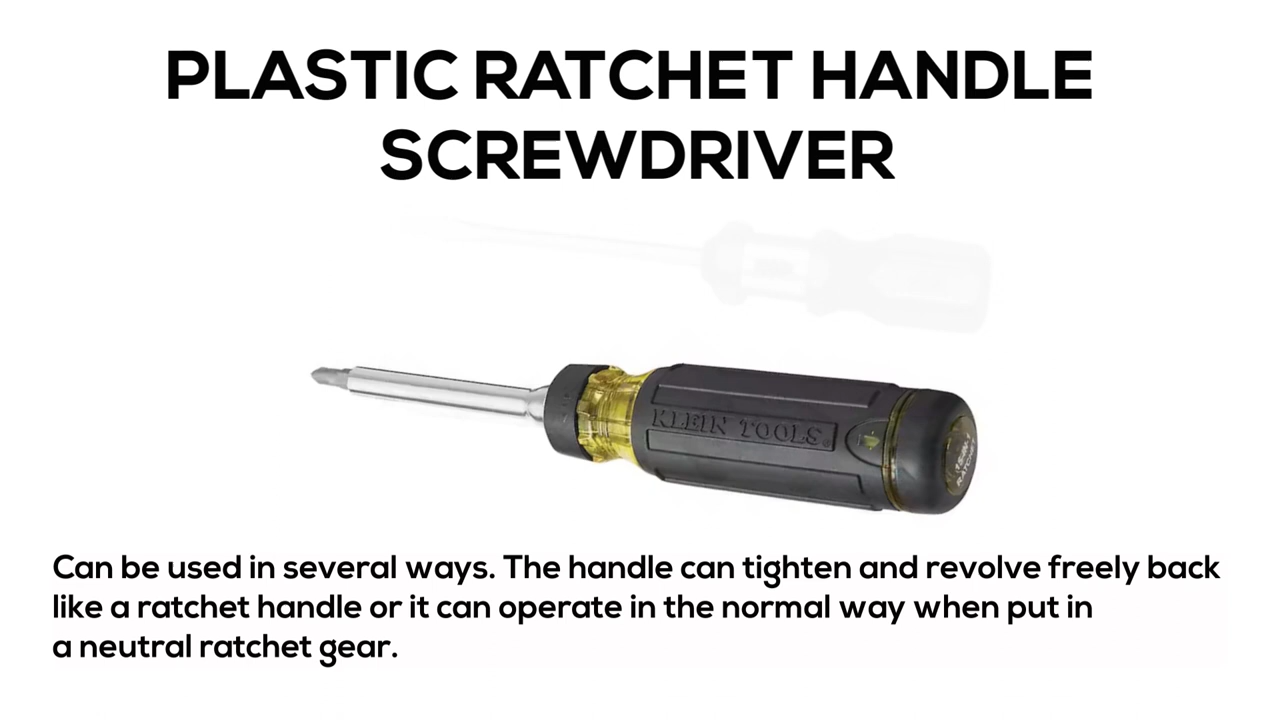 PLASTIC RATCHET HANDLE
SCREWDRIVER
KLEIN TOOLS
RATCHET
Can be used in several ways. The handle can tighten and revolve freely back
like a ratchet handle or it can operate in the normal way when put in
a neutral ratchet gear.